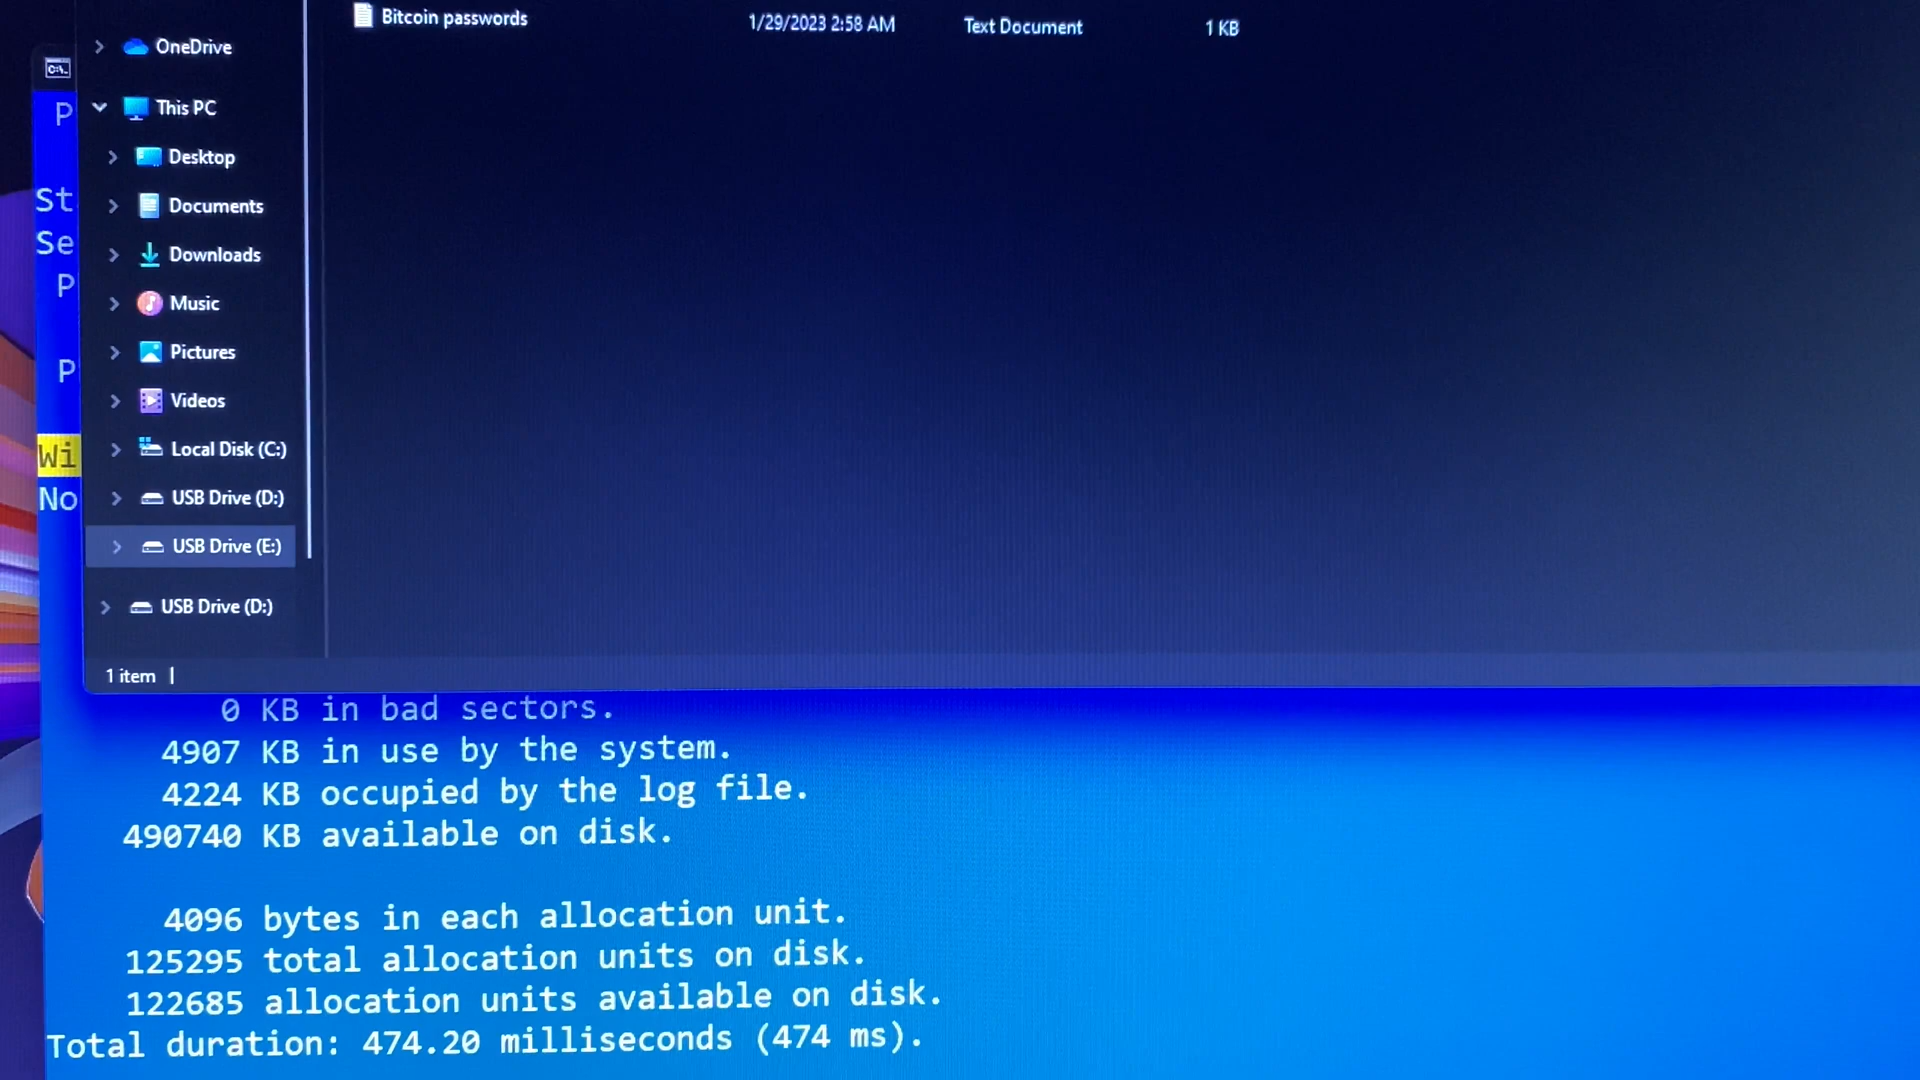 Bitcoin passwords 1/29/2023 2:58 AM Text Document 1 KB
OneDrive
This PC
Desktop
Documents
Downloads
Music
Pictures
Videos
Local Disk (C:)
USB Drive (D:)
USB Drive (E:)
USB Drive (D:)
1 item
C:\.
P
St
Se
P
P
Wi
No
0 KB in bad sectors.
4907 KB in use by the system.
4224 KB occupied by the log file.
490740 KB available on disk.
4096 bytes in each allocation unit.
125295 total allocation units on disk.
122685 allocation units available on disk.
Total duration: 474.20 milliseconds (474 ms).